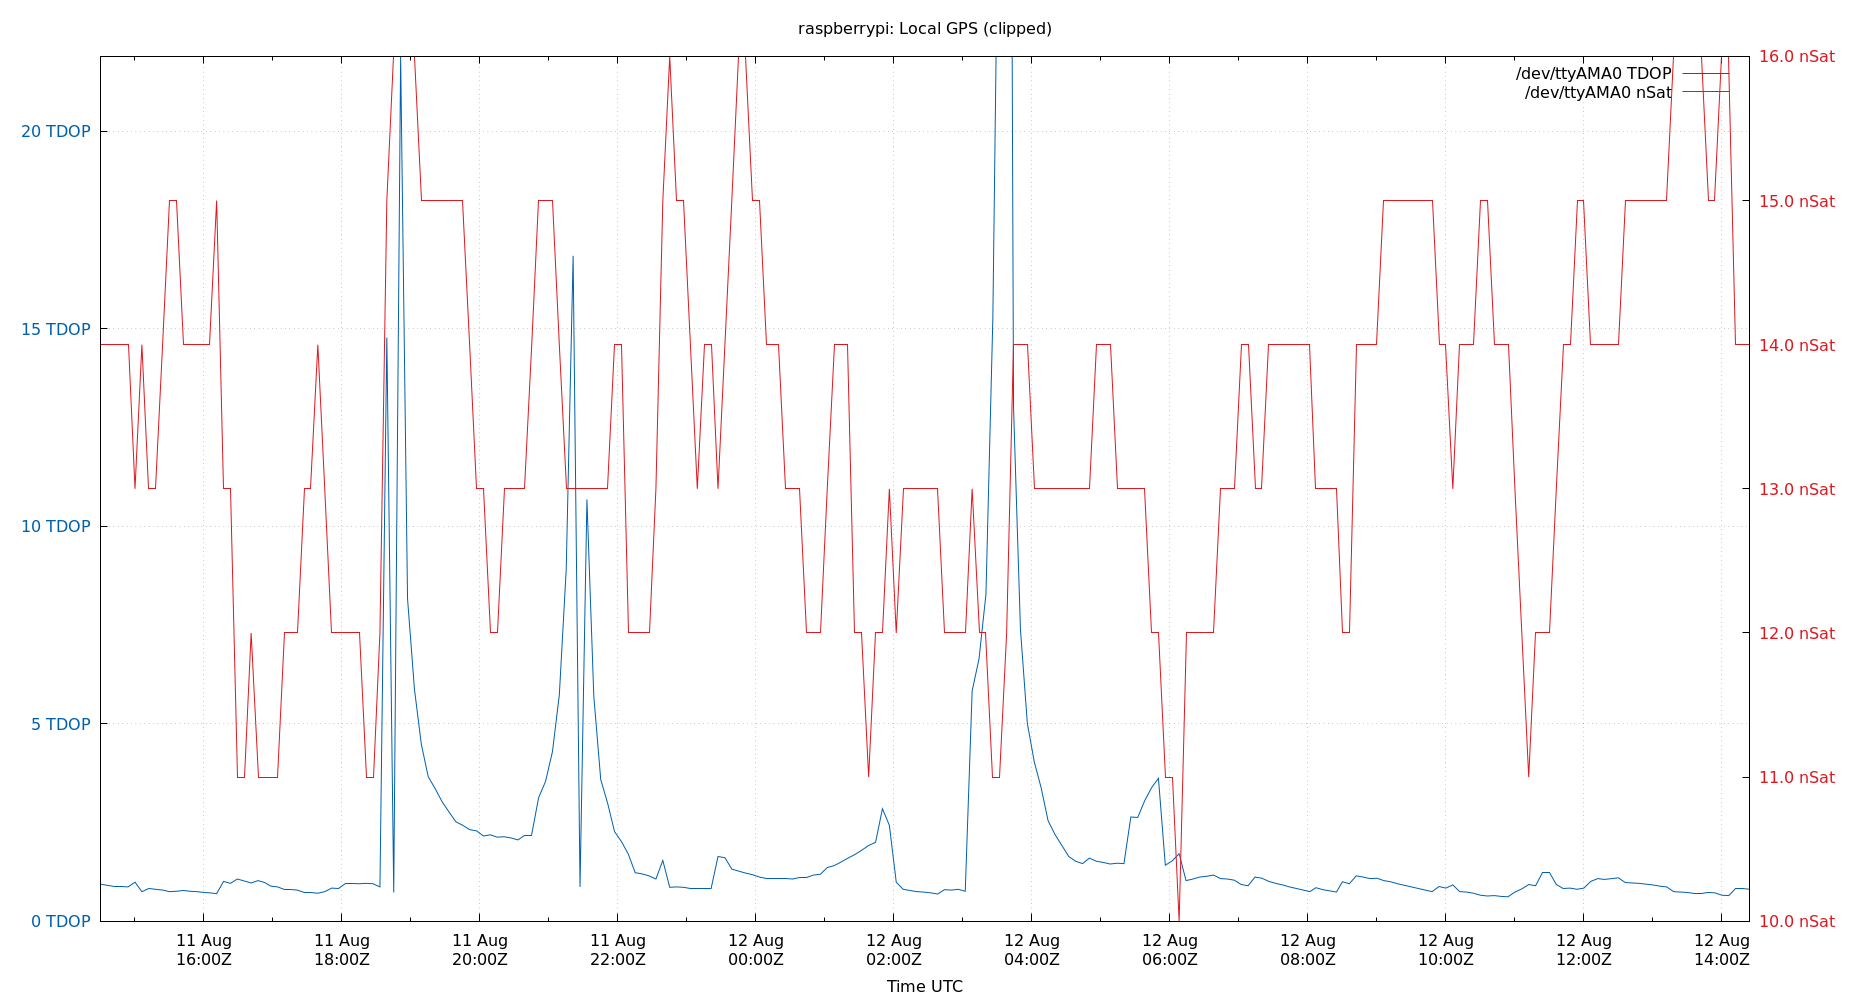 raspberrypi: Local GPS (clipped)
/dev/ttyAMA0 TDOP
/dev/ttyAMA0 nSat
20 TDOP
15 TDOP
10 TDOP
5 TDOP
0 TDOP
16.0 nSat
15.0 nSat
14.0 nSat
13.0 nSat
12.0 nSat
11.0 nSat
10.0 nSat
11 Aug
16:00Z
11 Aug
18:00Z
11 Aug
20:00Z
11 Aug
22:00Z
12 Aug
00:00Z
12 Aug
02:00Z
12 Aug
04:00Z
12 Aug
06:00Z
12 Aug
08:00Z
12 Aug
10:00Z
12 Aug
12:00Z
12 Aug
14:00Z
Time UTC